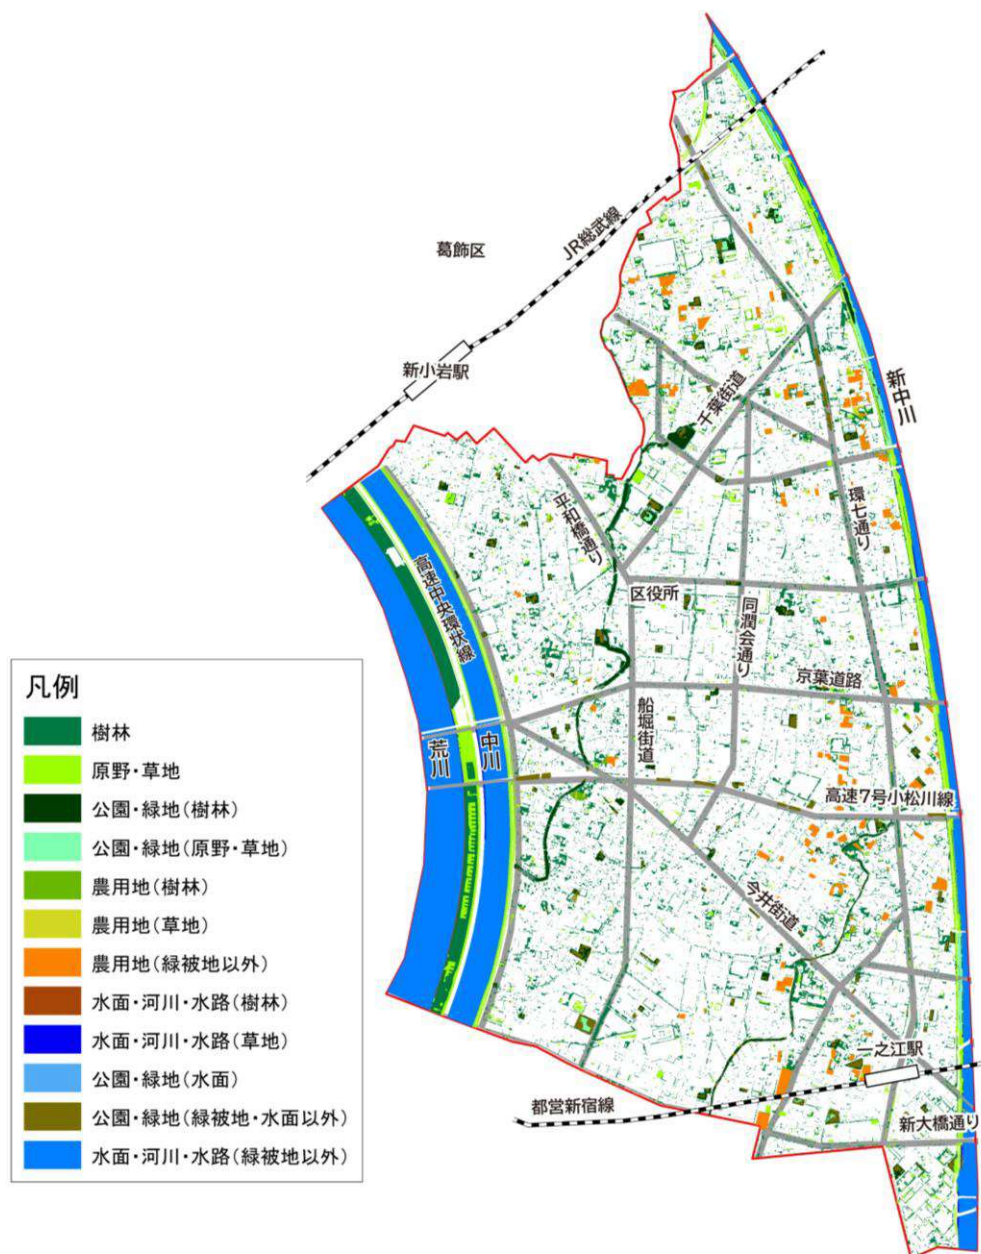 葛飾区
JR総武線
新小岩駅
千葉街道
新中川
平和橋通り
環七通り
高速中央環状線
区役所
同潤会通り
京葉道路
船堀街道
荒川
中川
高速7号小松川線
今井街道
一之江駅
都営新宿線
新大橋通り
凡例
樹林
原野・草地
公園・緑地(樹林)
公園・緑地(原野・草地)
農用地(樹林)
農用地(草地)
農用地(緑被地以外)
水面・河川・水路(樹林)
水面・河川・水路(草地)
公園・緑地(水面)
公園・緑地(緑被地・水面以外)
水面・河川・水路(緑被地以外)